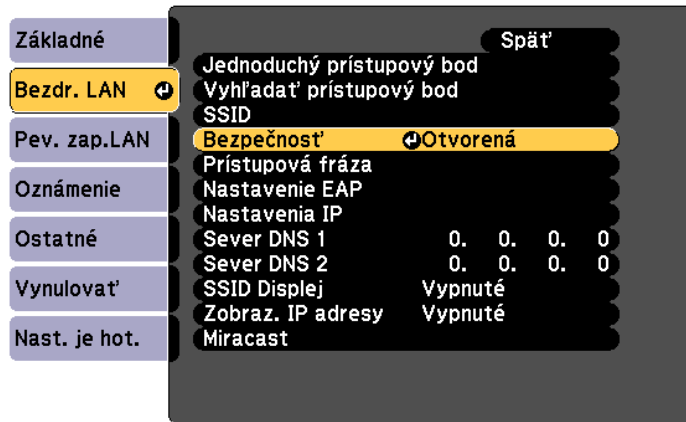 Základné
Bezdr. LAN
Pev. zap.LAN
Oznámenie
Ostatné
Vynulovať
Nast. je hot.
Späť
Jednoduchý prístupový bod
Vyhľadať prístupový bod
SSID
Bezpečnosť Otvorená
Prístupová fráza
Nastavenie EAP
Nastavenia IP
Sever DNS 1 0. 0. 0. 0
Sever DNS 2 0. 0. 0. 0
SSID Displej Vypnuté
Zobraz. IP adresy Vypnuté
Miracast